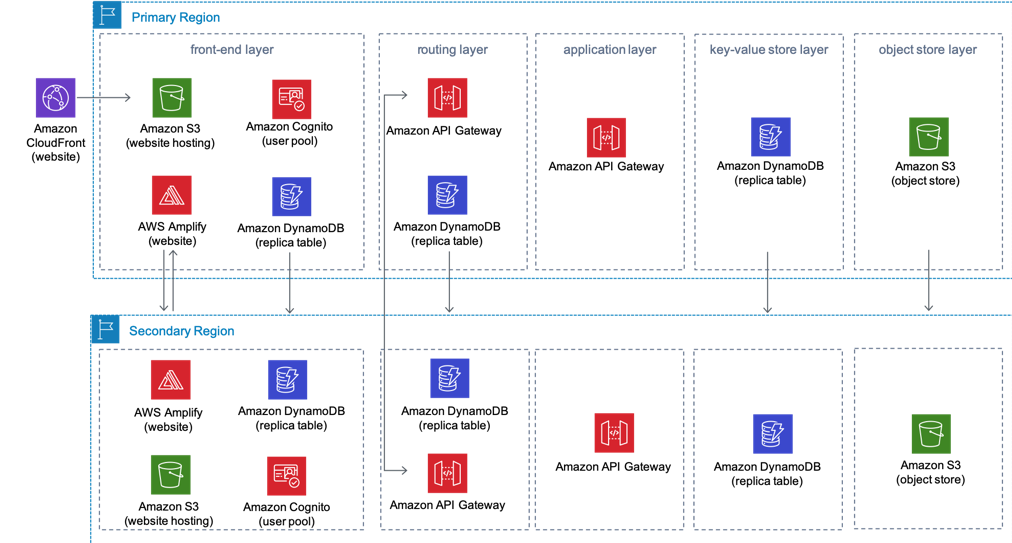 Primary Region
front-end layer
routing layer
application layer
key-value store layer
object store layer
Amazon
CloudFront
(website)
Amazon S3
(website hosting)
Amazon Cognito
(user pool)
Amazon API Gateway
Amazon API Gateway
Amazon DynamoDB
(replica table)
Amazon S3
(object store)
AWS Amplify
(website)
Amazon DynamoDB
(replica table)
Amazon DynamoDB
(replica table)
Secondary Region
AWS Amplify
(website)
Amazon DynamoDB
(replica table)
Amazon DynamoDB
(replica table)
Amazon API Gateway
Amazon DynamoDB
(replica table)
Amazon S3
(object store)
Amazon S3
(website hosting)
Amazon Cognito
(user pool)
Amazon API Gateway